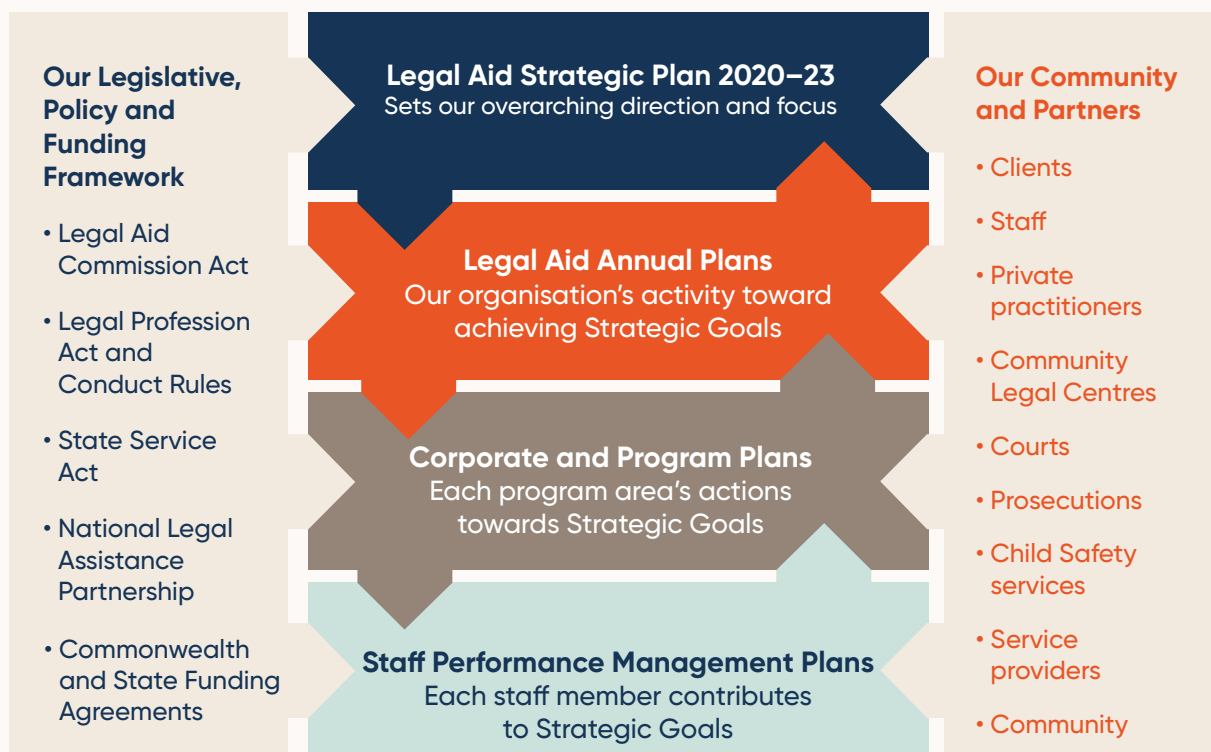 Our Legislative,
Policy and
Funding
Framework
• Legal Aid
Commission Act
• Legal Profession
Act and
Conduct Rules
• State Service
Act
• National Legal
Assistance
Partnership
• Commonwealth
and State Funding
Agreements
Legal Aid Strategic Plan 2020–23
Sets our overarching direction and focus
Legal Aid Annual Plans
Our organisation’s activity toward
achieving Strategic Goals
Corporate and Program Plans
Each program area’s actions
towards Strategic Goals
Staff Performance Management Plans
Each staff member contributes
to Strategic Goals
Our Community
and Partners
• Clients
• Staff
• Private
practitioners
• Community
Legal Centres
• Courts
• Prosecutions
• Child Safety
services
• Service
providers
• Community